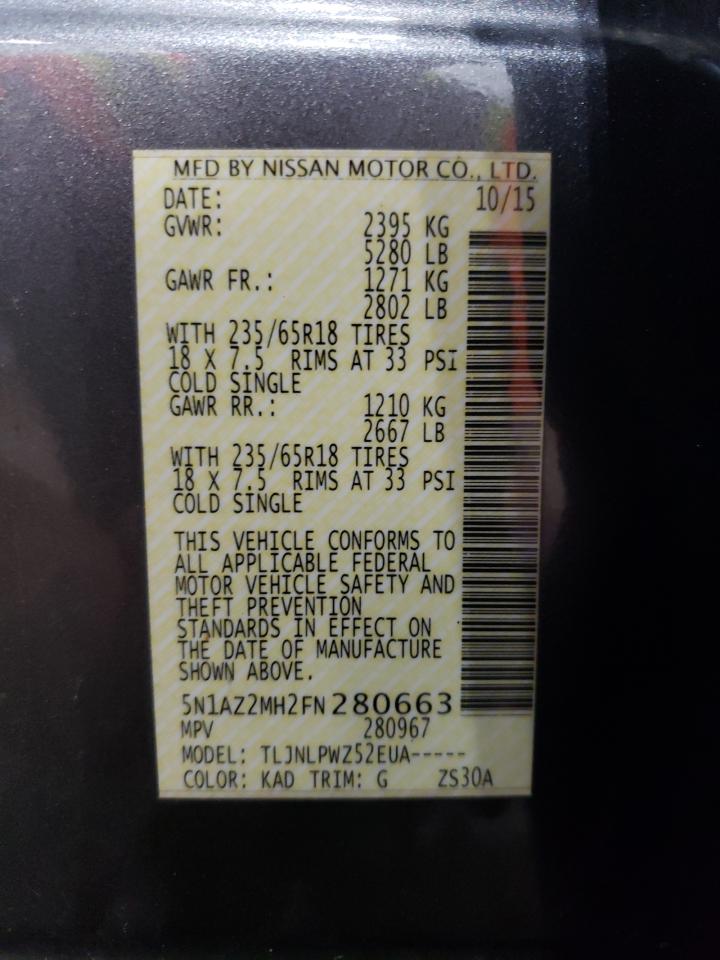 MFD BY NISSAN MOTOR CO., LTD.
DATE: 10/15
GVWR: 2395 KG
5280 LB
GAWR FR.: 1271 KG
2802 LB
WITH 235/65R18 TIRES
18 X 7.5 RIMS AT 33 PSI
COLD SINGLE
GAWR RR.: 1210 KG
2667 LB
WITH 235/65R18 TIRES
18 X 7.5 RIMS AT 33 PSI
COLD SINGLE
THIS VEHICLE CONFORMS TO
ALL APPLICABLE FEDERAL
MOTOR VEHICLE SAFETY AND
THEFT PREVENTION
STANDARDS IN EFFECT ON
THE DATE OF MANUFACTURE
SHOWN ABOVE.
5N1AZ2MH2FN280663
MPV 280967
MODEL: TLJNLPWZ52EUA-----
COLOR: KAD TRIM: G ZS30A